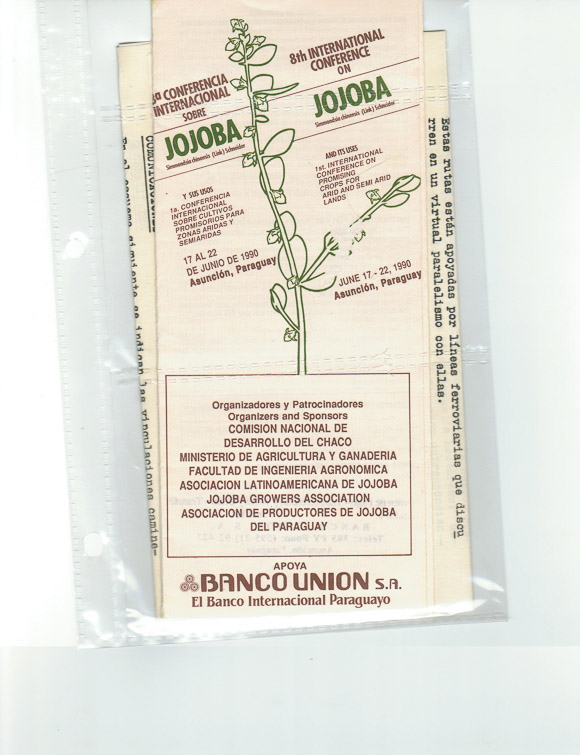 ª CONFERENCIA
INTERNACIONAL
SOBRE
JOJOBA
Simmondsia chinensis (Link) Schneider
Y SUS USOS
1a. CONFERENCIA
INTERNACIONAL
SOBRE CULTIVOS
PROMISORIOS PARA
ZONAS ARIDAS Y
SEMIARIDAS
17 AL 22
DE JUNIO DE 1990
Asunción, Paraguay
8th INTERNATIONAL
CONFERENCE
ON
JOJOBA
Simmondsia chinensis (Link) Schneider
AND ITS USES
1st. INTERNATIONAL
CONFERENCE ON
PROMISING
CROPS FOR
ARID AND SEMI ARID
LANDS
JUNE 17 - 22, 1990
Asunción, Paraguay
Organizadores y Patrocinadores
Organizers and Sponsors
COMISION NACIONAL DE
DESARROLLO DEL CHACO
MINISTERIO DE AGRICULTURA Y GANADERIA
FACULTAD DE INGENIERIA AGRONOMICA
ASOCIACION LATINOAMERICANA DE JOJOBA
JOJOBA GROWERS ASSOCIATION
ASOCIACION DE PRODUCTORES DE JOJOBA
DEL PARAGUAY
APOYA
BANCO UNION S.A.
El Banco Internacional Paraguayo
Estas rutas están apoyadas por líneas ferroviarias que discu
rren en un virtual paralelismo con ellas.